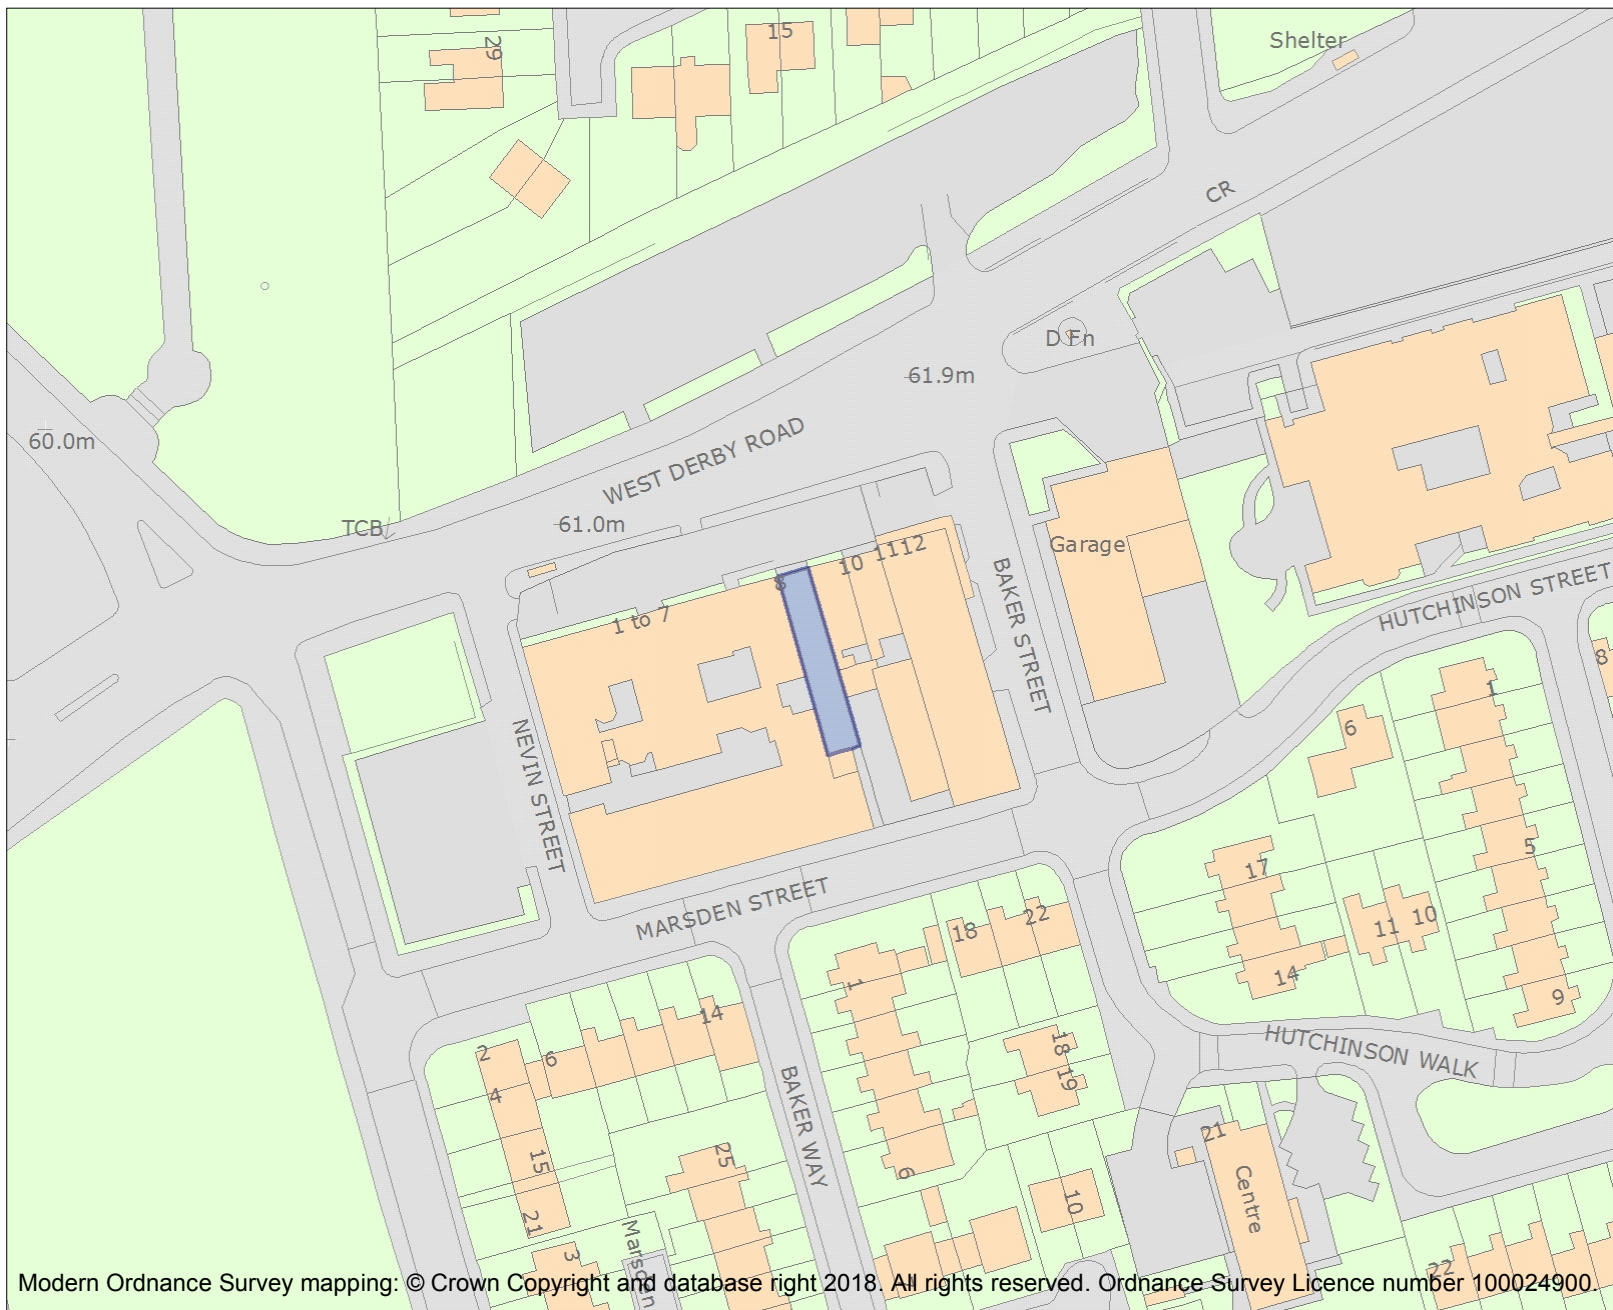 29
15
Shelter
CR
D Fn
61.9m
60.0m
WEST DERBY ROAD
TCB
61.0m
Garage
10
11
12
8
1 to 7
BAKER STREET
HUTCHINSON STREET
8
1
6
NEVIN STREET
5
17
MARSDEN STREET
11
10
22
18
14
9
1
14
2
6
4
18
19
HUTCHINSON WALK
BAKER WAY
21
15
25
6
10
Centre
21
3
Marsden
22
Modern Ordnance Survey mapping: © Crown Copyright and database right 2018. All rights reserved. Ordnance Survey Licence number 100024900.